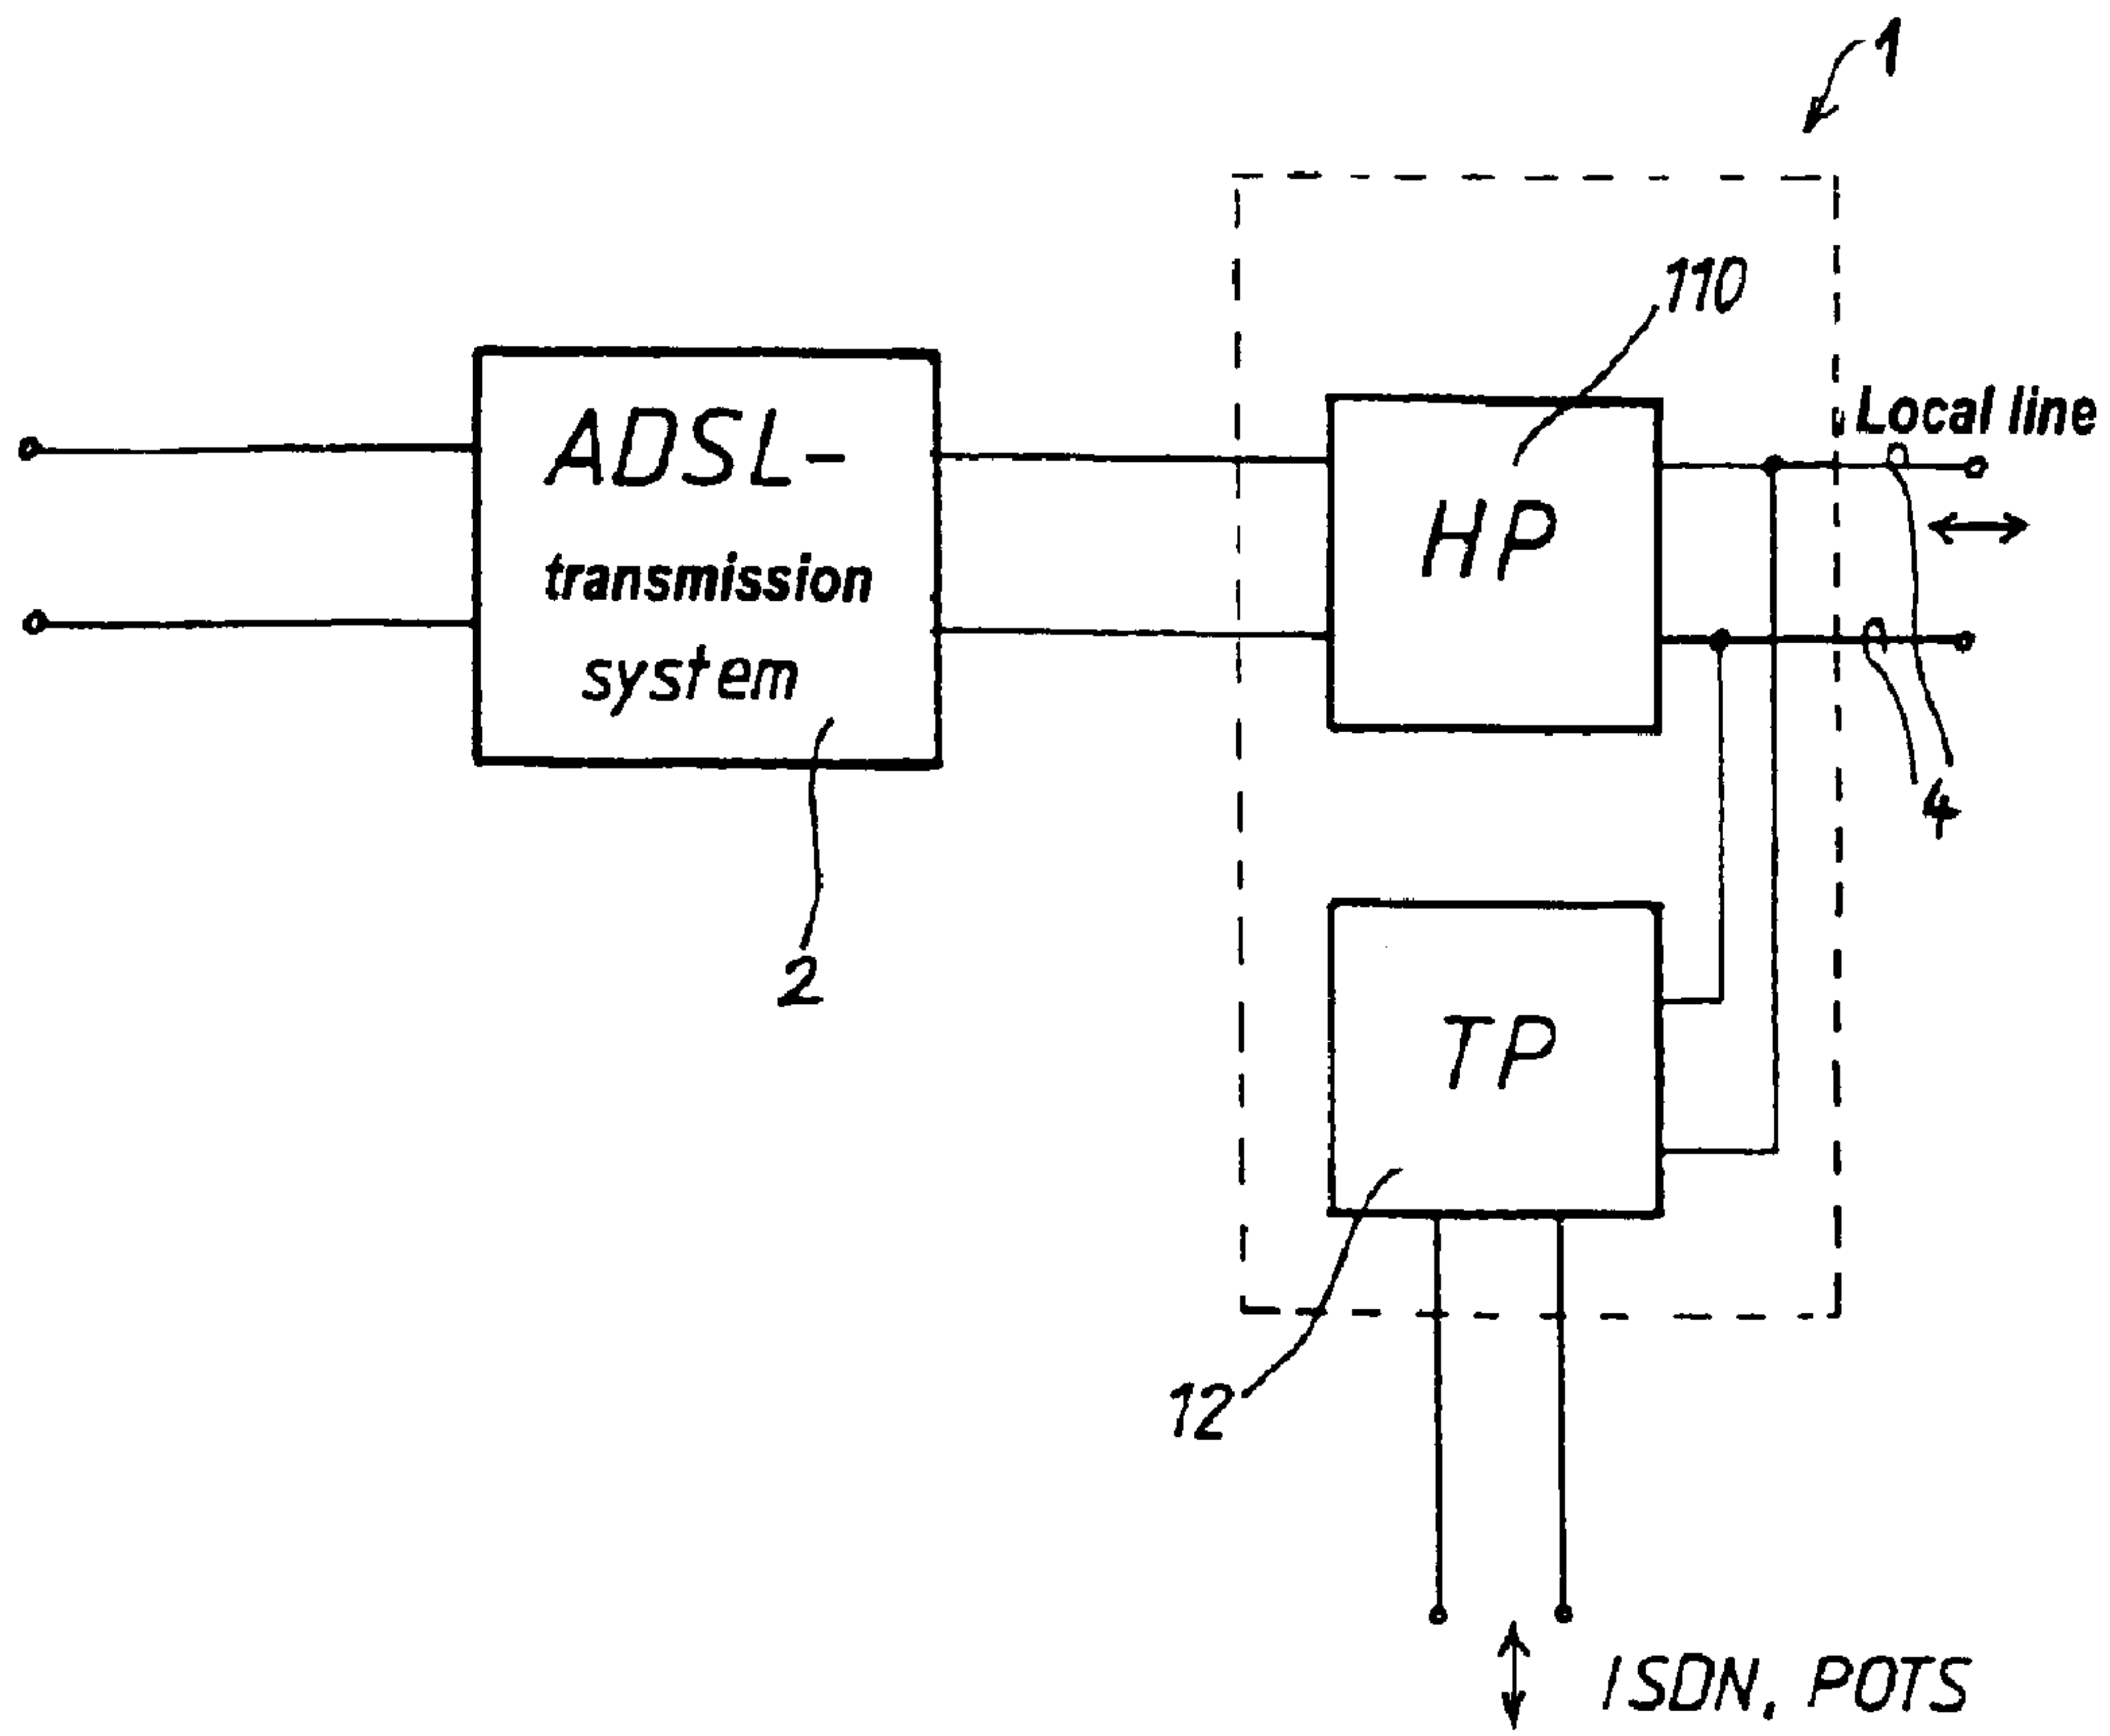 1
110
Local line
ADSL-
transmission
system
HP
4
2
TP
12
ISDN, POTS